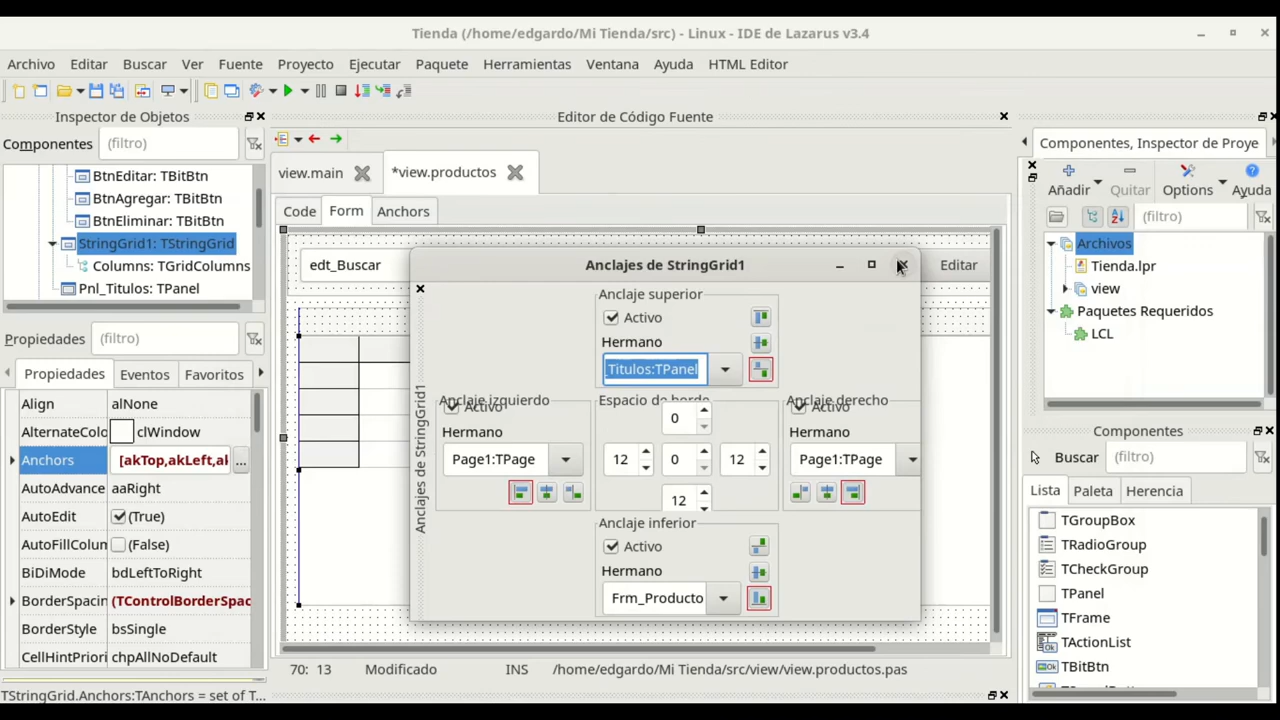 Tienda (/home/edgardo/Mi Tienda/src) - Linux - IDE de Lazarus v3.4
Archivo Editar Buscar Ver Fuente Proyecto Ejecutar Paquete Herramientas Ventana Ayuda HTML Editor
Inspector de Objetos
Componentes (filtro)
BtnEditar: TBitBtn
BtnAgregar: TBitBtn
BtnEliminar: TBitBtn
StringGrid1: TStringGrid
Columns: TGridColumns
Pnl_Titulos: TPanel
Propiedades (filtro)
Propiedades Eventos Favoritos
Align alNone
AlternateColo clWindow
Anchors [akTop,akLeft,ak ...
AutoAdvance aaRight
AutoEdit (True)
AutoFillColum (False)
BiDiMode bdLeftToRight
BorderSpacin (TControlBorderSpac
BorderStyle bsSingle
CellHintPriori chpAllNoDefault
TStringGrid.Anchors:TAnchors = set of T...
Editor de Código Fuente
view.main *view.productos
Code Form Anchors
edt_Buscar
Editar
Anclajes de StringGrid1
Anclajes de StringGrid1
Anclaje superior
Activo
Hermano
_Titulos:TPanel
Anclaje izquierdo
Activo
Hermano
Page1:TPage
Espacio de borde
0
12 0 12
12
Anclaje derecho
Activo
Hermano
Page1:TPage
Anclaje inferior
Activo
Hermano
Frm_Producto
70: 13 Modificado INS /home/edgardo/Mi Tienda/src/view/view.productos.pas
Componentes, Inspector de Proye
Añadir Quitar Options Ayuda
(filtro)
Archivos
Tienda.lpr
view
Paquetes Requeridos
LCL
Componentes
Buscar (filtro)
Lista Paleta Herencia
TGroupBox
TRadioGroup
TCheckGroup
TPanel
TFrame
TActionList
TBitBtn